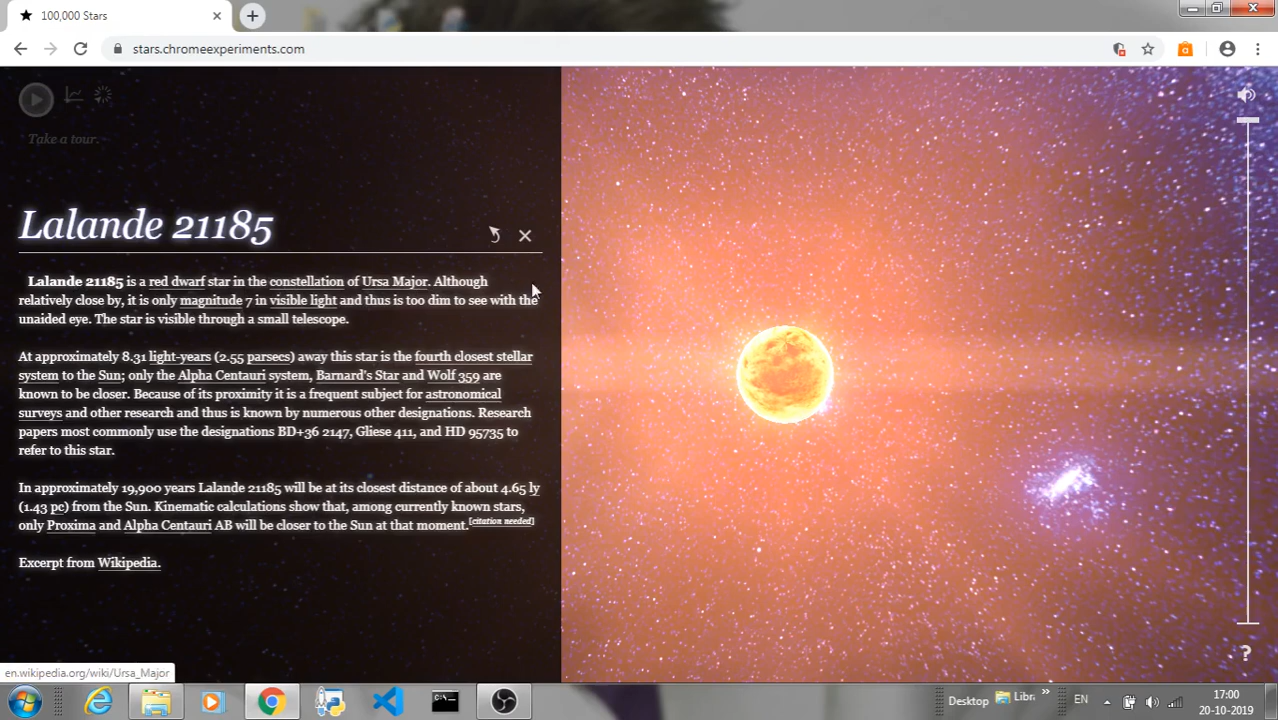 100,000 Stars
stars.chromeexperiments.com
Take a tour.
Lalande 21185
Lalande 21185 is a red dwarf star in the constellation of Ursa Major. Although
relatively close by, it is only magnitude 7 in visible light and thus is too dim to see with the
unaided eye. The star is visible through a small telescope.
At approximately 8.31 light-years (2.55 parsecs) away this star is the fourth closest stellar
system to the Sun; only the Alpha Centauri system, Barnard's Star and Wolf 359 are
known to be closer. Because of its proximity it is a frequent subject for astronomical
surveys and other research and thus is known by numerous other designations. Research
papers most commonly use the designations BD+36 2147, Gliese 411, and HD 95735 to
refer to this star.
In approximately 19,900 years Lalande 21185 will be at its closest distance of about 4.65 ly
(1.43 pc) from the Sun. Kinematic calculations show that, among currently known stars,
only Proxima and Alpha Centauri AB will be closer to the Sun at that moment.[citation needed]
Excerpt from Wikipedia.
?
en.wikipedia.org/wiki/Ursa_Major
Desktop Libr » EN 17:00
20-10-2019